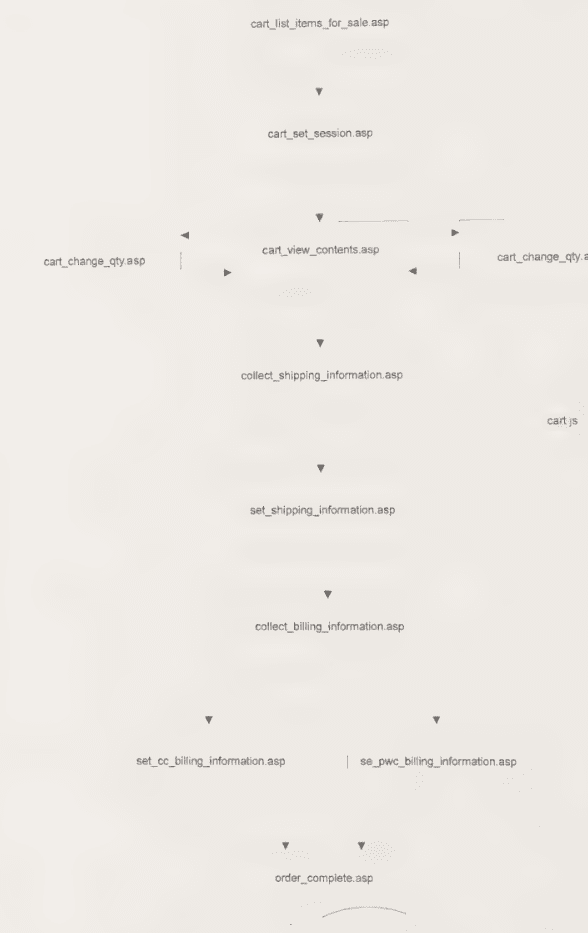 cart_list_items_for_sale.asp
cart_set_session.asp
cart_view_contents.asp
cart_change_qty.asp
cart_change_qty.a
collect_shipping_information.asp
cart js
set_shipping_information.asp
collect_billing_information.asp
set_cc_billing_information.asp
se_pwc_billing_information.asp
order_complete.asp